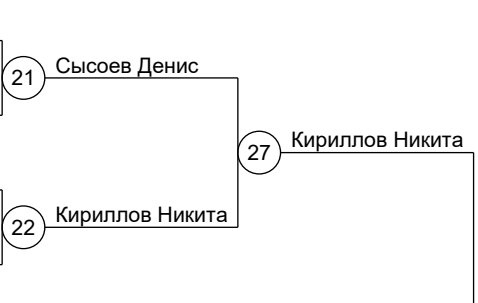 21 Сысоев Денис
27 Кириллов Никита
22 Кириллов Никита